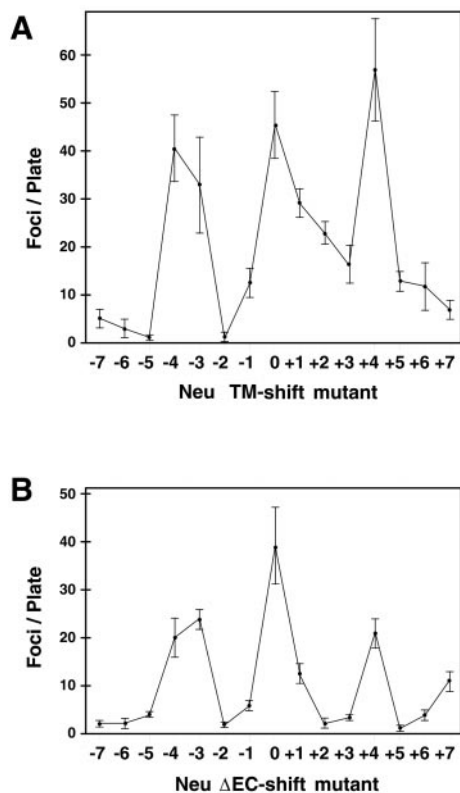 A
60
50
40
30
20
10
0
Foci / Plate
-7 -6 -5 -4 -3 -2 -1 0 +1 +2 +3 +4 +5 +6 +7
Neu TM-shift mutant
B
50
40
30
20
10
0
Foci / Plate
-7 -6 -5 -4 -3 -2 -1 0 +1 +2 +3 +4 +5 +6 +7
Neu ΔEC-shift mutant